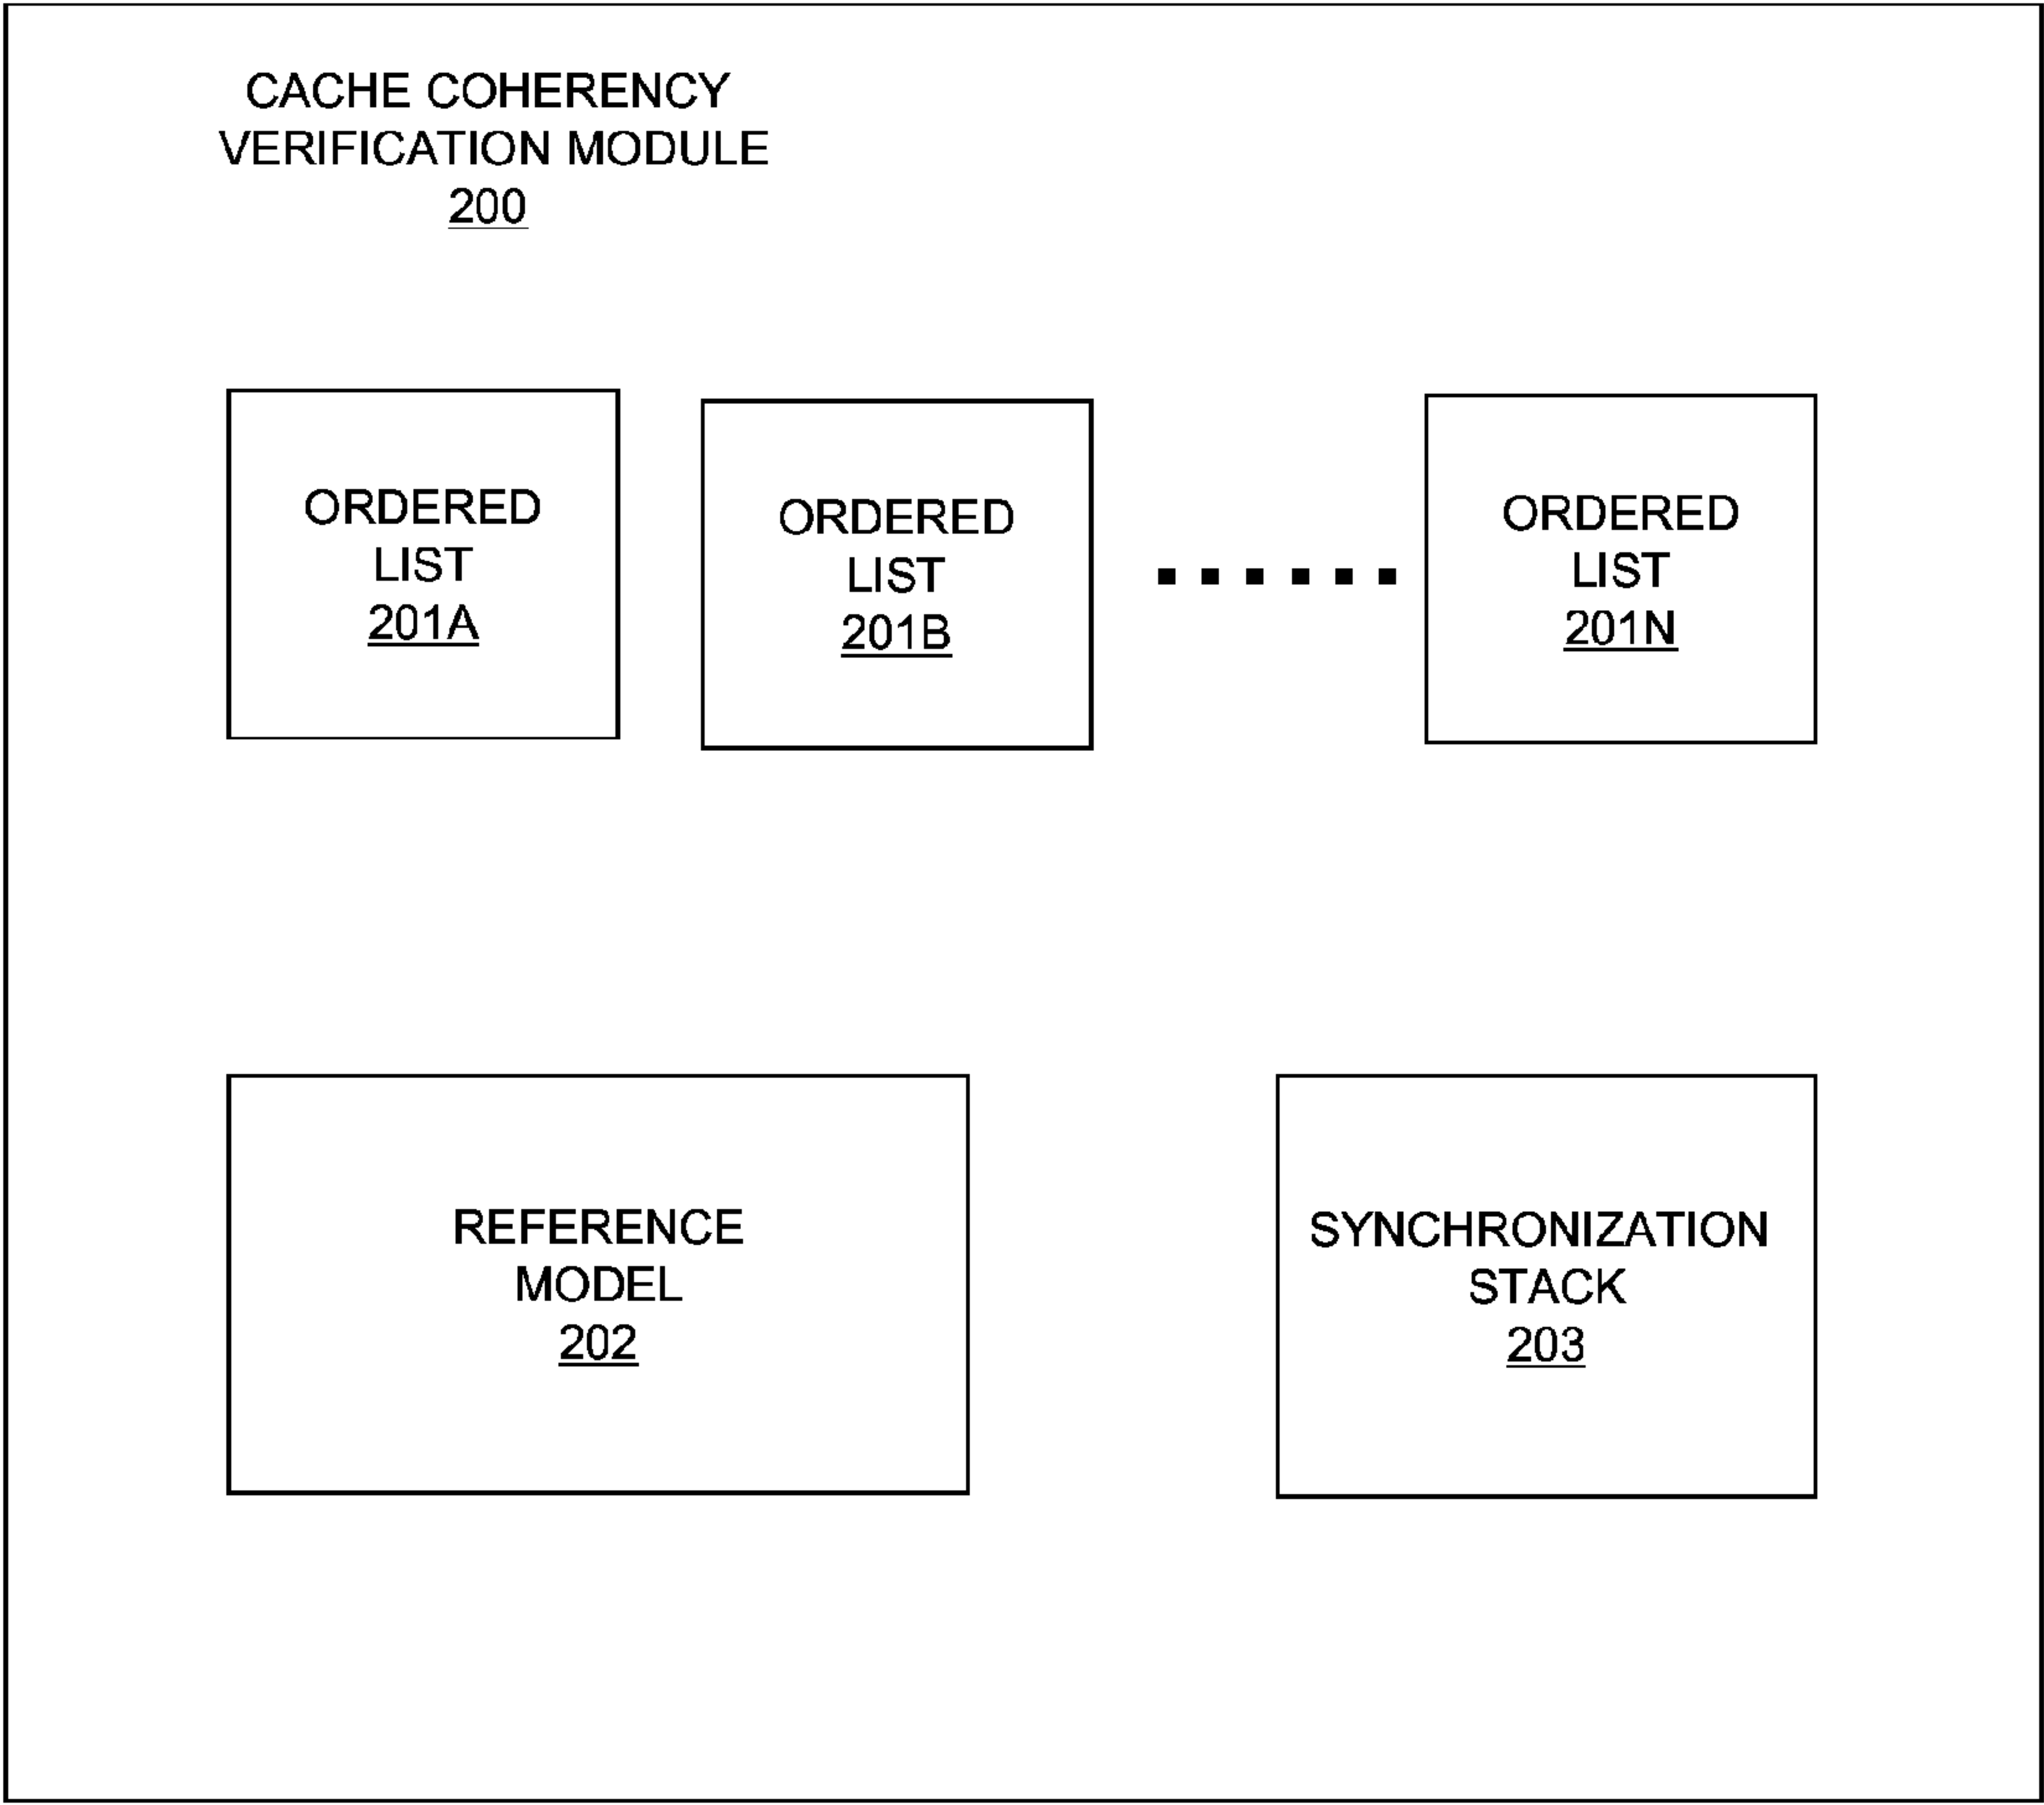 CACHE COHERENCY
VERIFICATION MODULE
200
ORDERED
LIST
201A
ORDERED
LIST
201B
ORDERED
LIST
201N
REFERENCE
MODEL
202
SYNCHRONIZATION
STACK
203